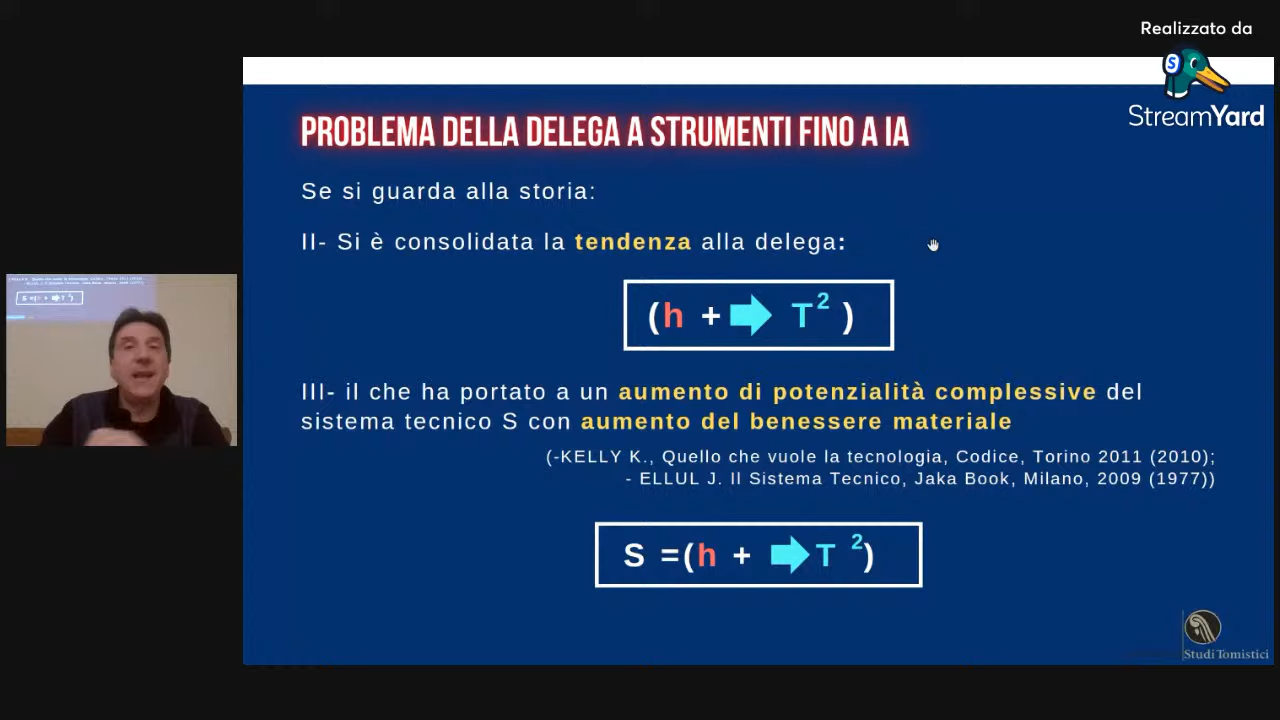 Realizzato da
StreamYard
PROBLEMA DELLA DELEGA A STRUMENTI FINO A IA
Se si guarda alla storia:
II- Si è consolidata la tendenza alla delega:
(h + ➡ T² )
III- il che ha portato a un aumento di potenzialità complessive del
sistema tecnico S con aumento del benessere materiale
(-KELLY K., Quello che vuole la tecnologia, Codice, Torino 2011 (2010);
- ELLUL J. Il Sistema Tecnico, Jaka Book, Milano, 2009 (1977))
S =(h + ➡ T ²)
Studi Tomistici